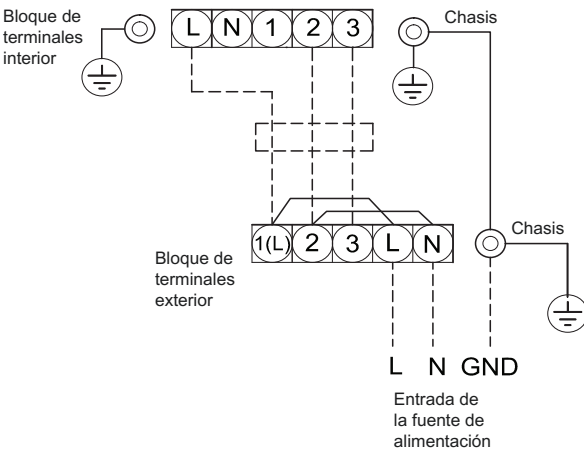 Bloque de
terminales
interior
L N 1 2 3
Chasis
1(L) 2 3 L N
Chasis
Bloque de
terminales
exterior
L N GND
Entrada de
la fuente de
alimentación